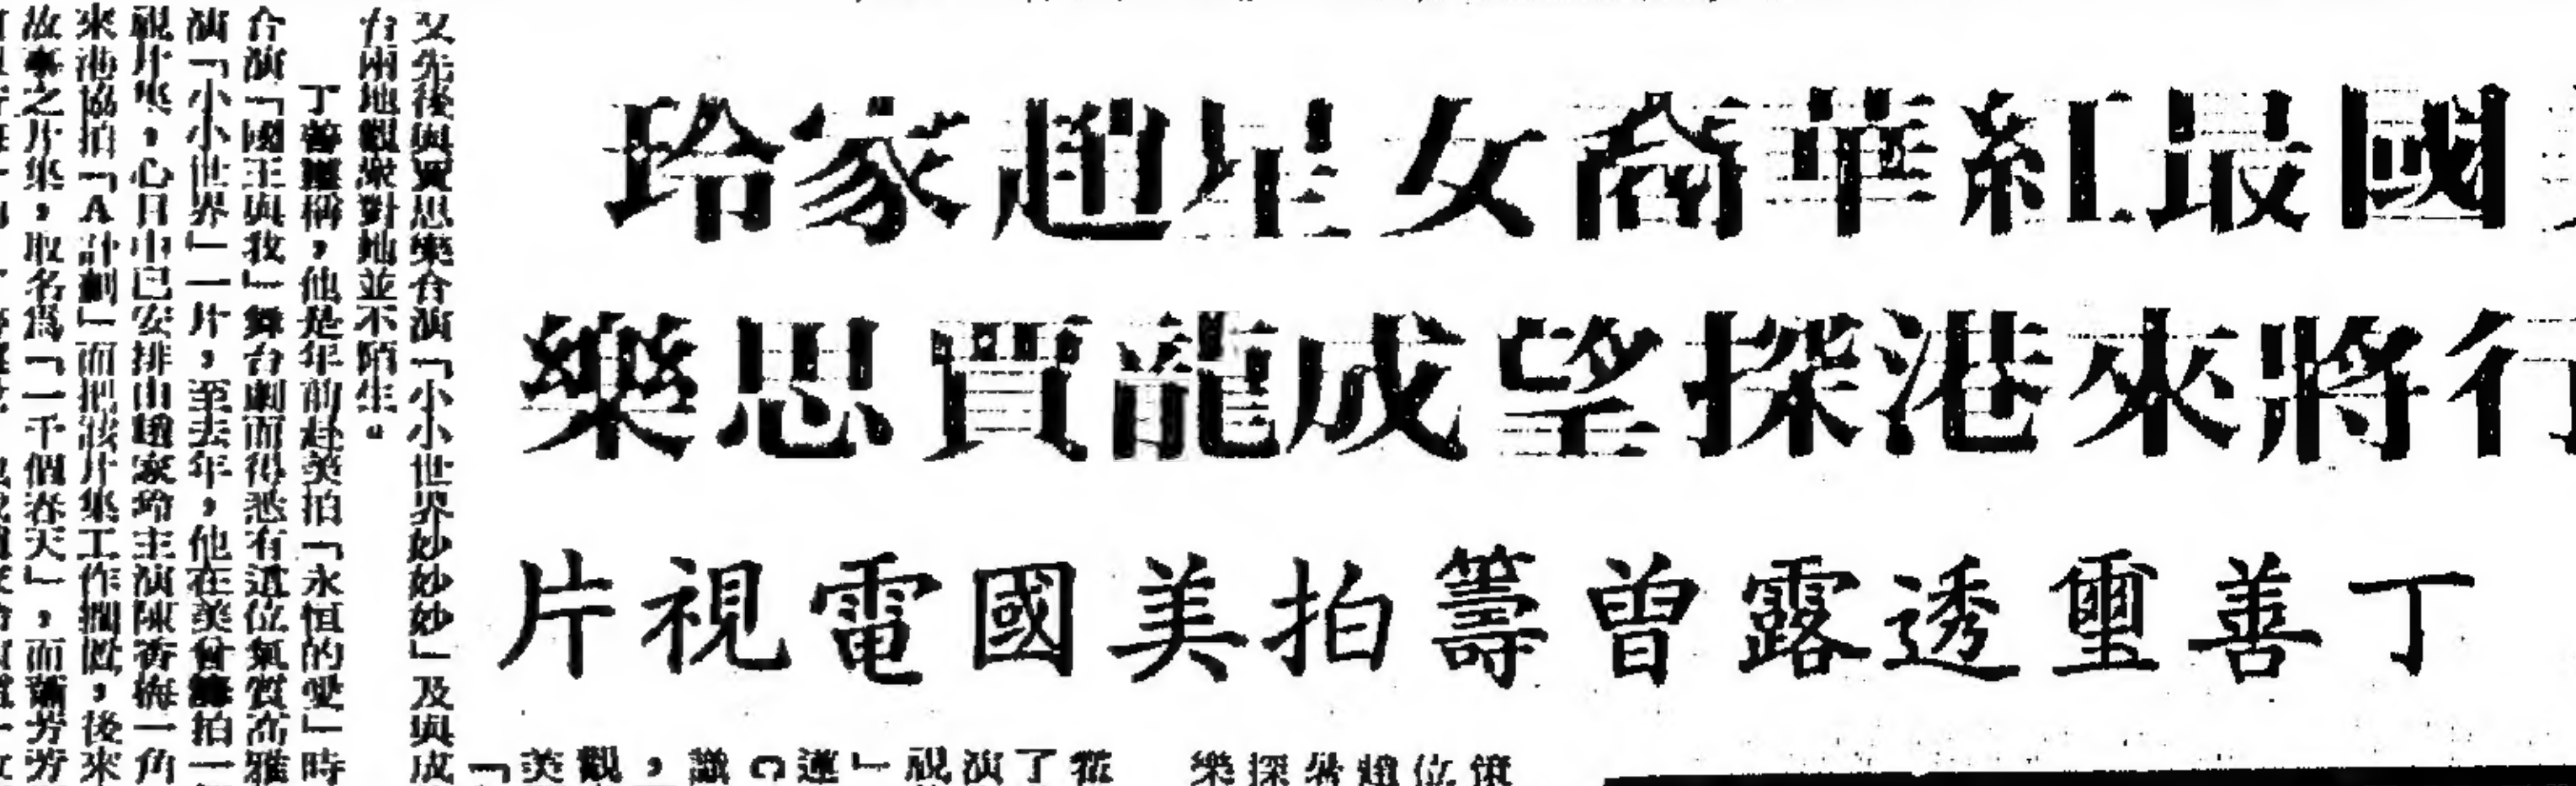 國最紅華裔女星趙家玲
行將來港探望成龍賈思樂
丁善璽透露曾籌拍美國電視片
又先後與賈思樂合演「小小世界妙妙妙」及與成
台兩地觀眾對她並不陌生。
丁善璽稱，他是年前赴美拍「永恒的愛」時
合演「國王與我」舞台劇而得悉有這位氣質高雅
演「小小世界」一片，至去年，他在美曾籌拍一
視片集，心目中已安排由趙家玲主演陳香梅一角
來港協拍「A計劃」而把該片集工作擱置，後來
故事之片集，取名為「一千個春天」，而蕭芳芳